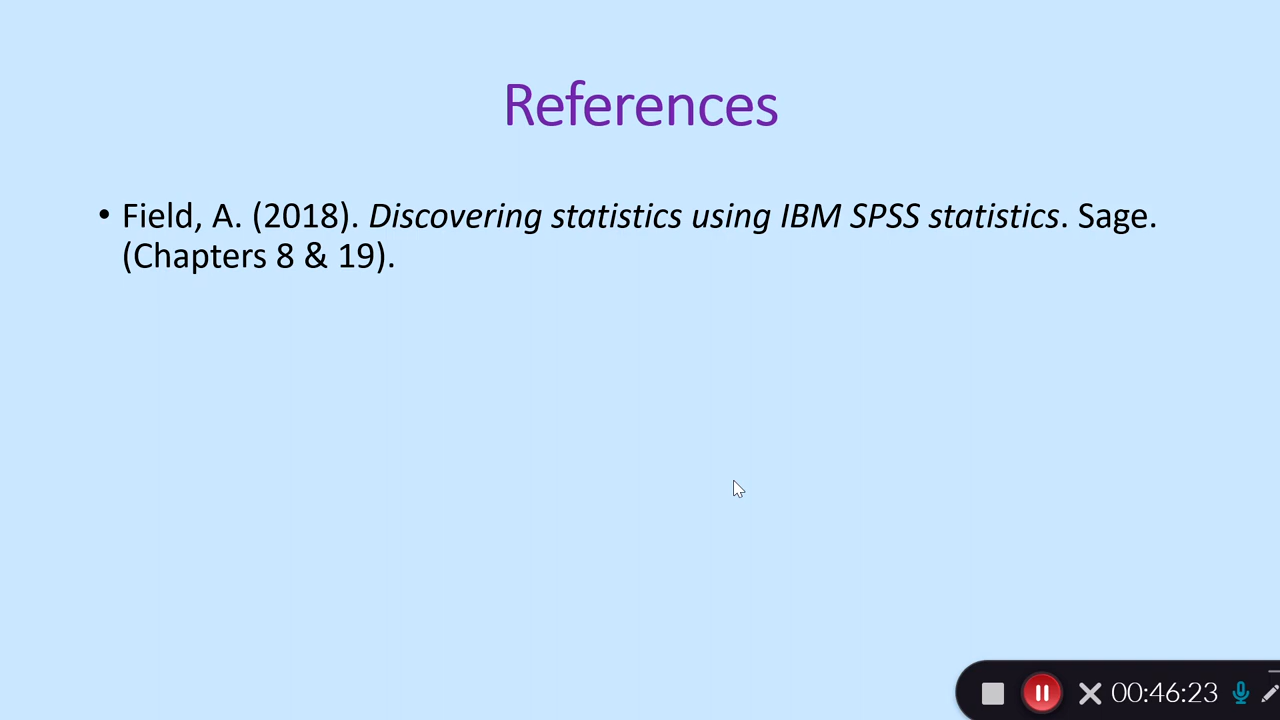 References
• Field, A. (2018). Discovering statistics using IBM SPSS statistics. Sage.
(Chapters 8 & 19).
00:46:23